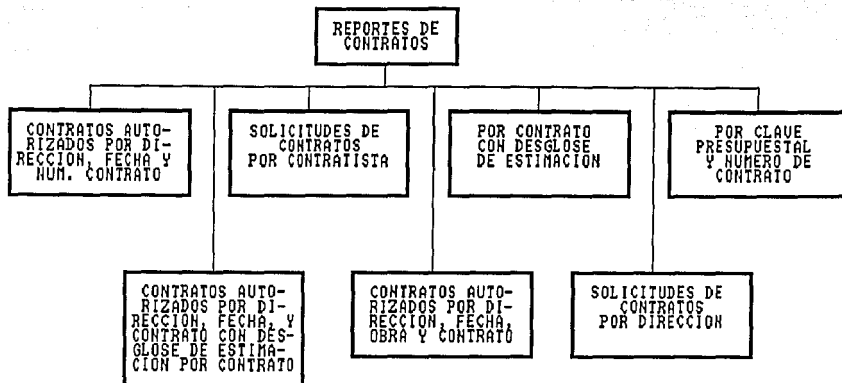 REPORTES DE
CONTRATOS
CONTRATOS AUTO-
RIZADOS POR DI-
RECCION, FECHA Y
NUM. CONTRATO
SOLICITUDES DE
CONTRATOS
POR CONTRATISTA
POR CONTRATO
CON DESGLOSE
DE ESTIMACION
POR CLAVE
PRESUPUESTAL
Y NUMERO DE
CONTRATO
CONTRATOS AUTO-
RIZADOS POR DI-
RECCION, FECHA, Y
CONTRATO CON DES-
GLOSE DE ESTIMA-
CION POR CONTRATO
CONTRATOS AUTO-
RIZADOS POR DI-
RECCION, FECHA,
OBRA Y CONTRATO
SOLICITUDES DE
CONTRATOS
POR DIRECCION